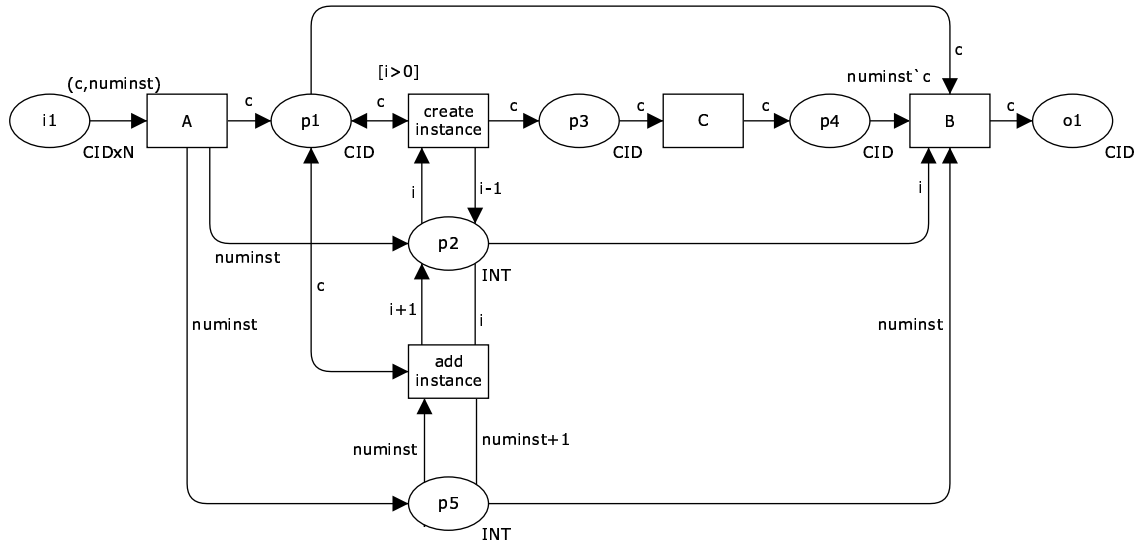 c
[i>0]
(c,numinst)
numinst`c
i1
A
c
p1
c
create
instance
c
p3
c
C
c
p4
B
c
o1
CIDxN
CID
CID
CID
CID
i
i-1
i
p2
numinst
INT
c
i+1
i
numinst
numinst
add
instance
numinst
numinst+1
p5
INT